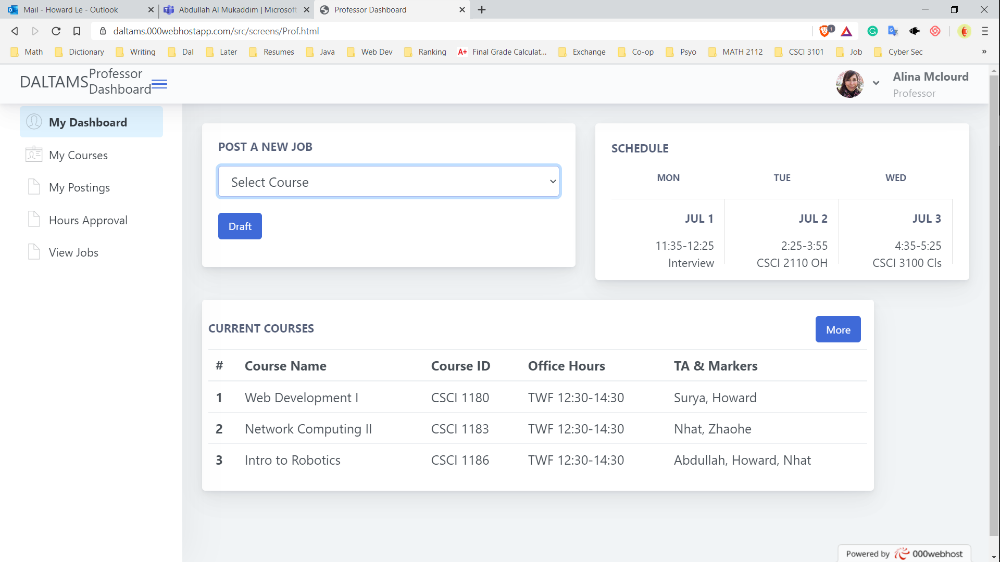 Mail - Howard Le - Outlook
Abdullah Al Mukaddim | Microsoft
Professor Dashboard
daltams.000webhostapp.com/src/screens/Prof.html
1
Math
Dictionary
Writing
Dal
Later
Resumes
Java
Web Dev
Ranking
A+ Final Grade Calculat...
Exchange
Co-op
Psyo
MATH 2112
CSCI 3101
Job
Cyber Sec
»
DALTAMS
Professor
Dashboard
Alina Mclourd
Professor
My Dashboard
My Courses
My Postings
Hours Approval
View Jobs
POST A NEW JOB
Select Course
Draft
SCHEDULE
MON TUE WED
JUL 1 JUL 2 JUL 3
11:35-12:25 2:25-3:55 4:35-5:25
Interview CSCI 2110 OH CSCI 3100 Cls
CURRENT COURSES
More
# Course Name Course ID Office Hours TA & Markers
1 Web Development I CSCI 1180 TWF 12:30-14:30 Surya, Howard
2 Network Computing II CSCI 1183 TWF 12:30-14:30 Nhat, Zhaohe
3 Intro to Robotics CSCI 1186 TWF 12:30-14:30 Abdullah, Howard, Nhat
Powered by 000webhost